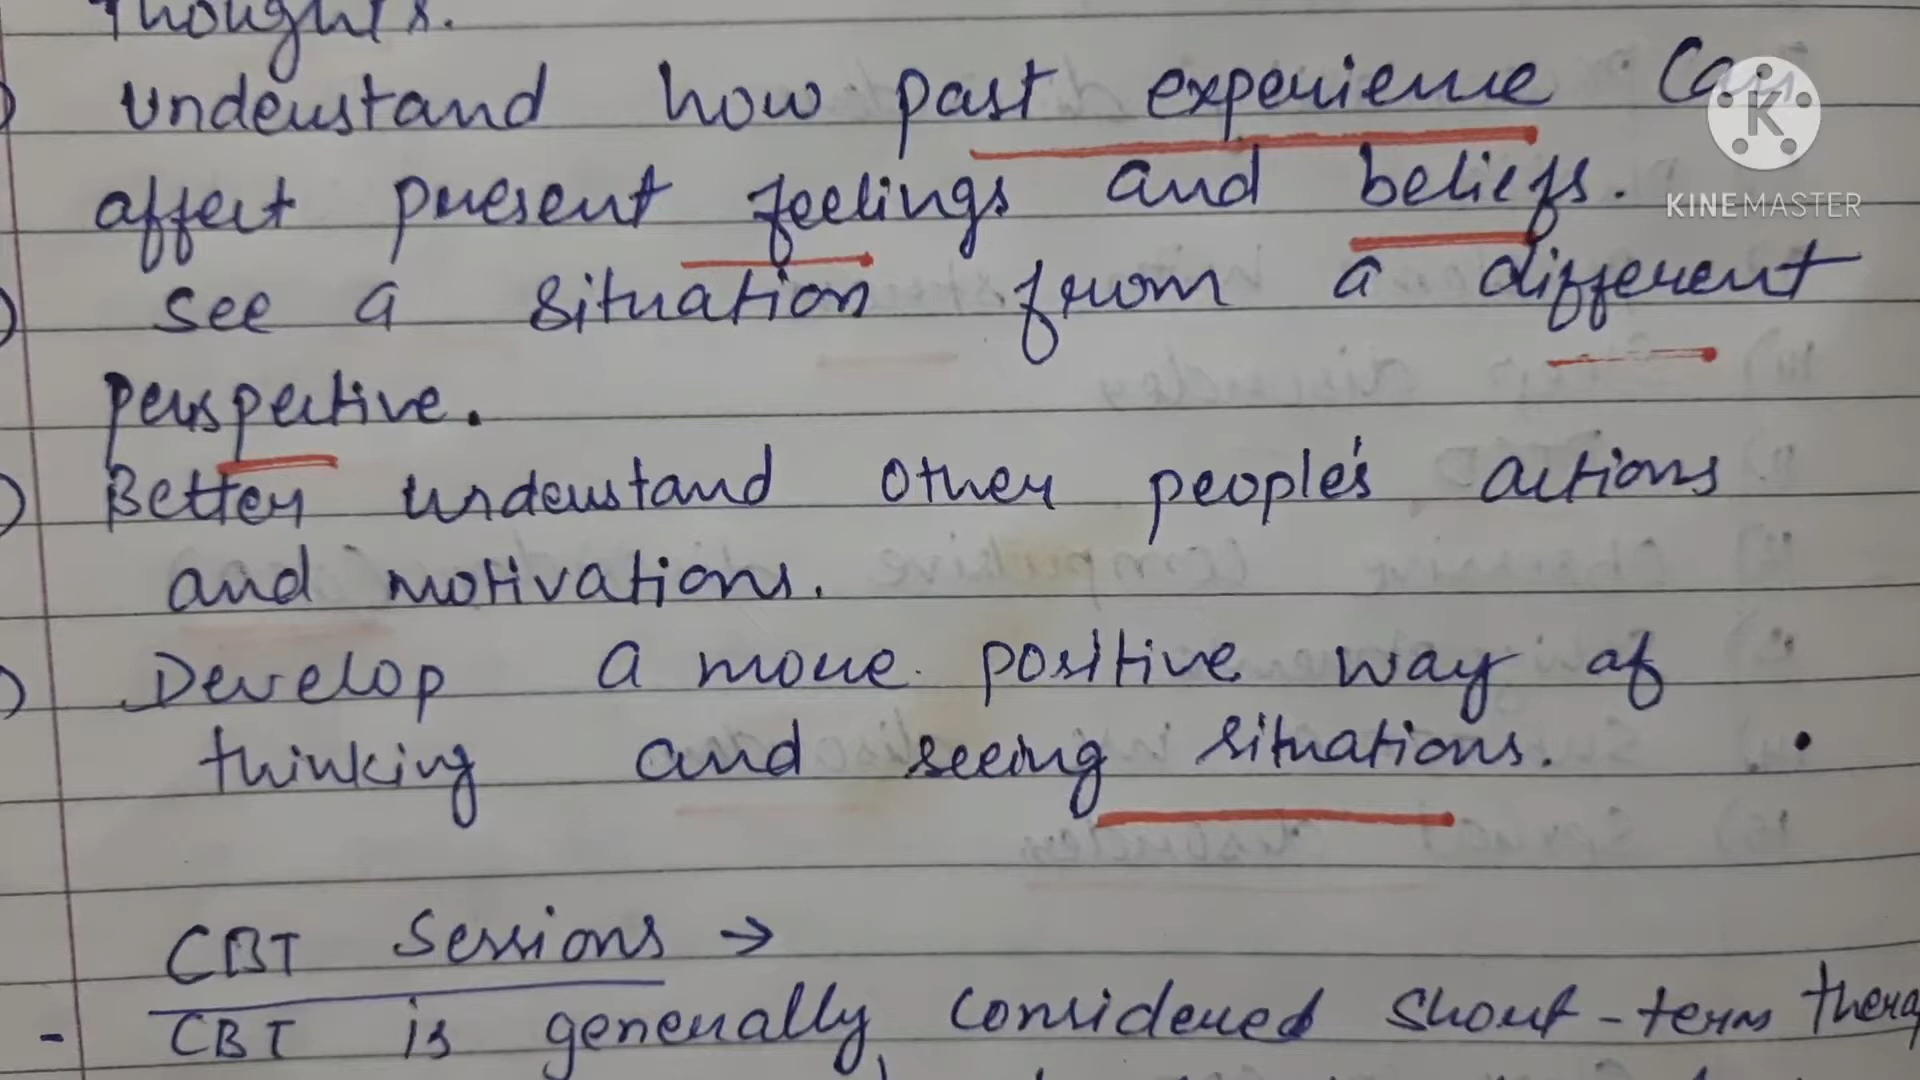 Thoughts.
understand how past experience can
affect present feelings and beliefs.
See a situation from a different
perspective.
Better understand other people's actions
and motivations.
Develop a more positive way of
thinking and seeing situations.
CBT Sessions →
- CBT is generally considered short-term
K
KINEMASTER